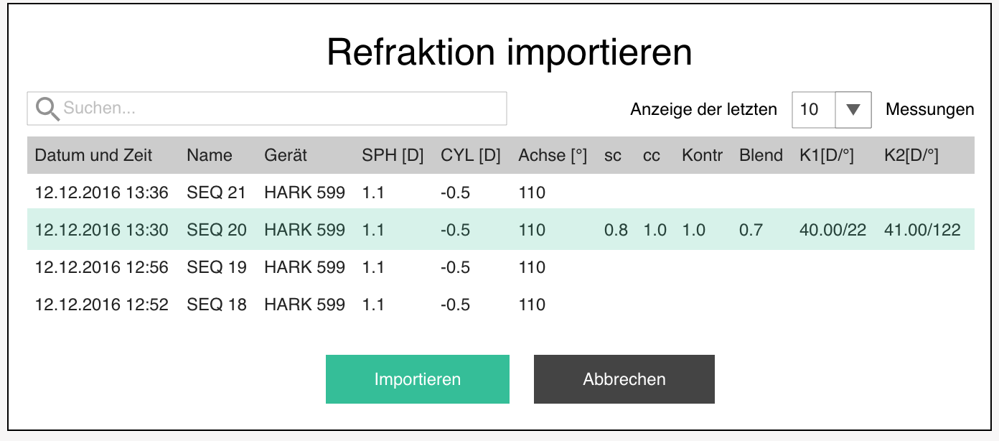 Refraktion importieren
Suchen... Anzeige der letzten 10 Messungen
Datum und Zeit Name Gerät SPH [D] CYL [D] Achse [°] sc cc Kontr Blend K1[D/°] K2[D/°]
12.12.2016 13:36 SEQ 21 HARK 599 1.1 -0.5 110
12.12.2016 13:30 SEQ 20 HARK 599 1.1 -0.5 110 0.8 1.0 1.0 0.7 40.00/22 41.00/122
12.12.2016 12:56 SEQ 19 HARK 599 1.1 -0.5 110
12.12.2016 12:52 SEQ 18 HARK 599 1.1 -0.5 110
Importieren Abbrechen